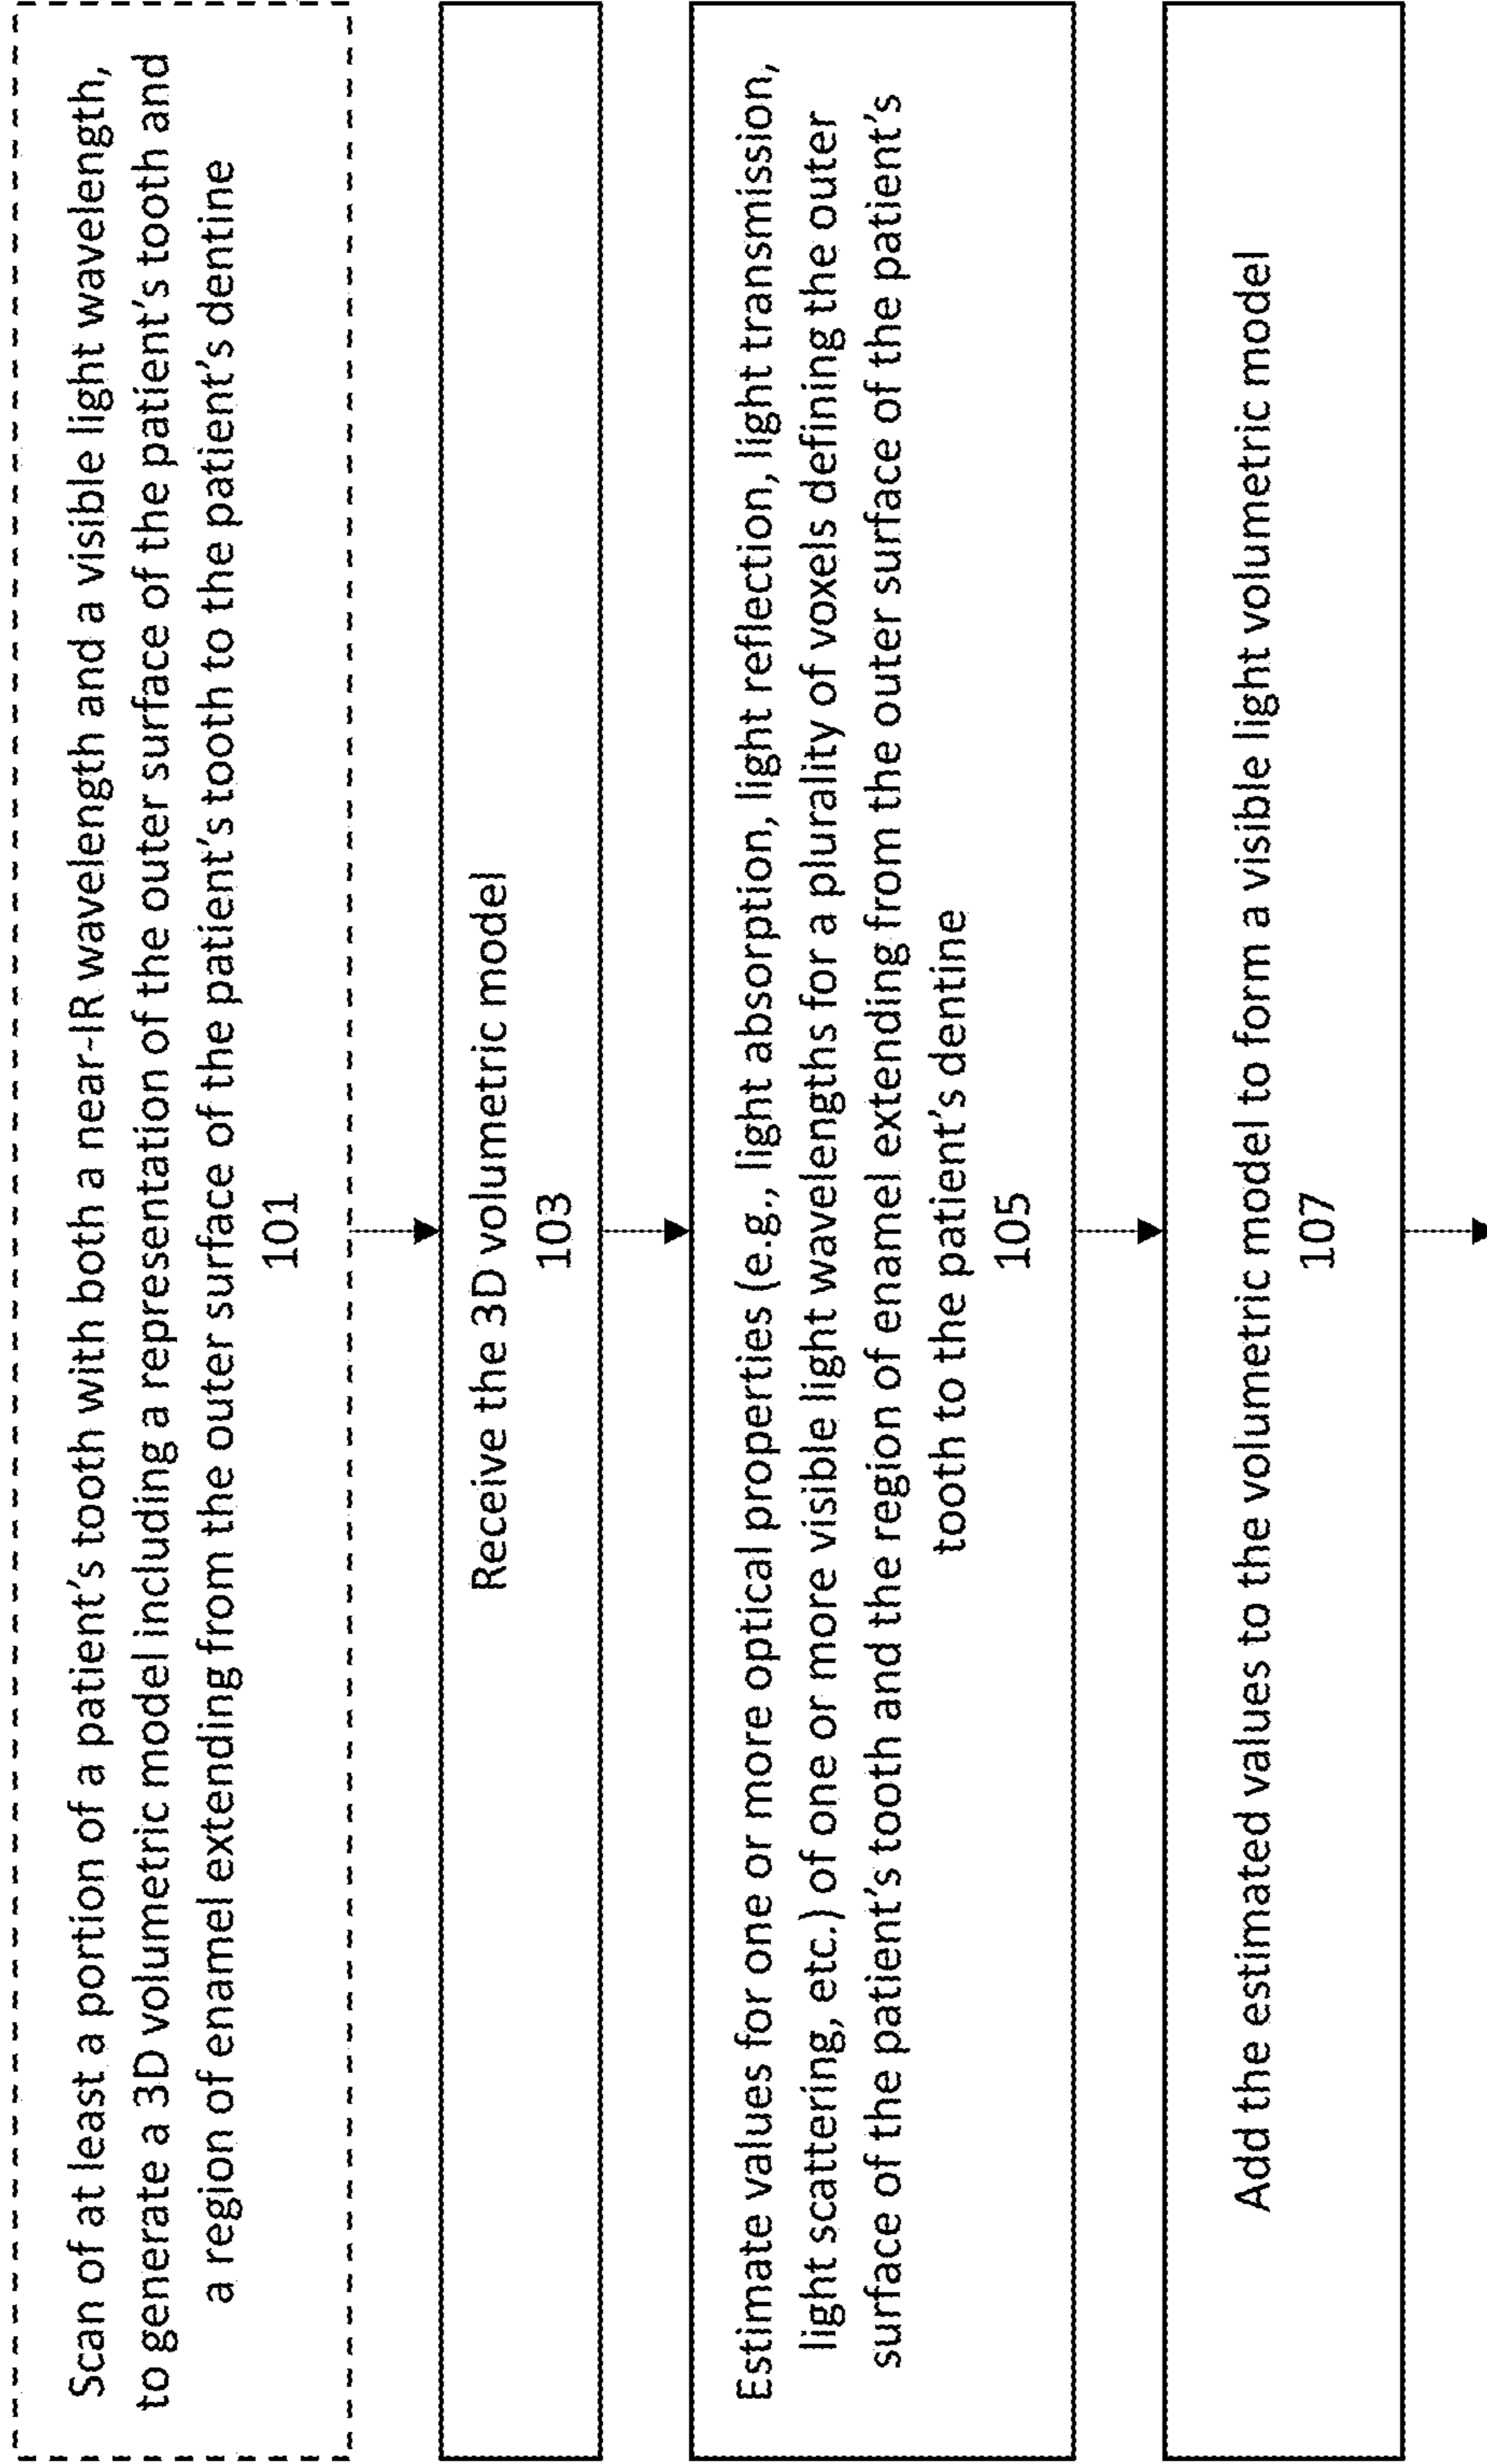 Scan of at least a portion of a patient's tooth with both a near-IR wavelength and a visible light wavelength,
to generate a 3D volumetric model including a representation of the outer surface of the patient's tooth and
a region of enamel extending from the outer surface of the patient's tooth to the patient's dentine
101
Receive the 3D volumetric model
103
Estimate values for one or more optical properties (e.g., light absorption, light reflection, light transmission,
light scattering, etc.) of one or more visible light wavelengths for a plurality of voxels defining the outer
surface of the patient's tooth and the region of enamel extending from the outer surface of the patient's
tooth to the patient's dentine
105
Add the estimated values to the volumetric model to form a visible light volumetric model
107